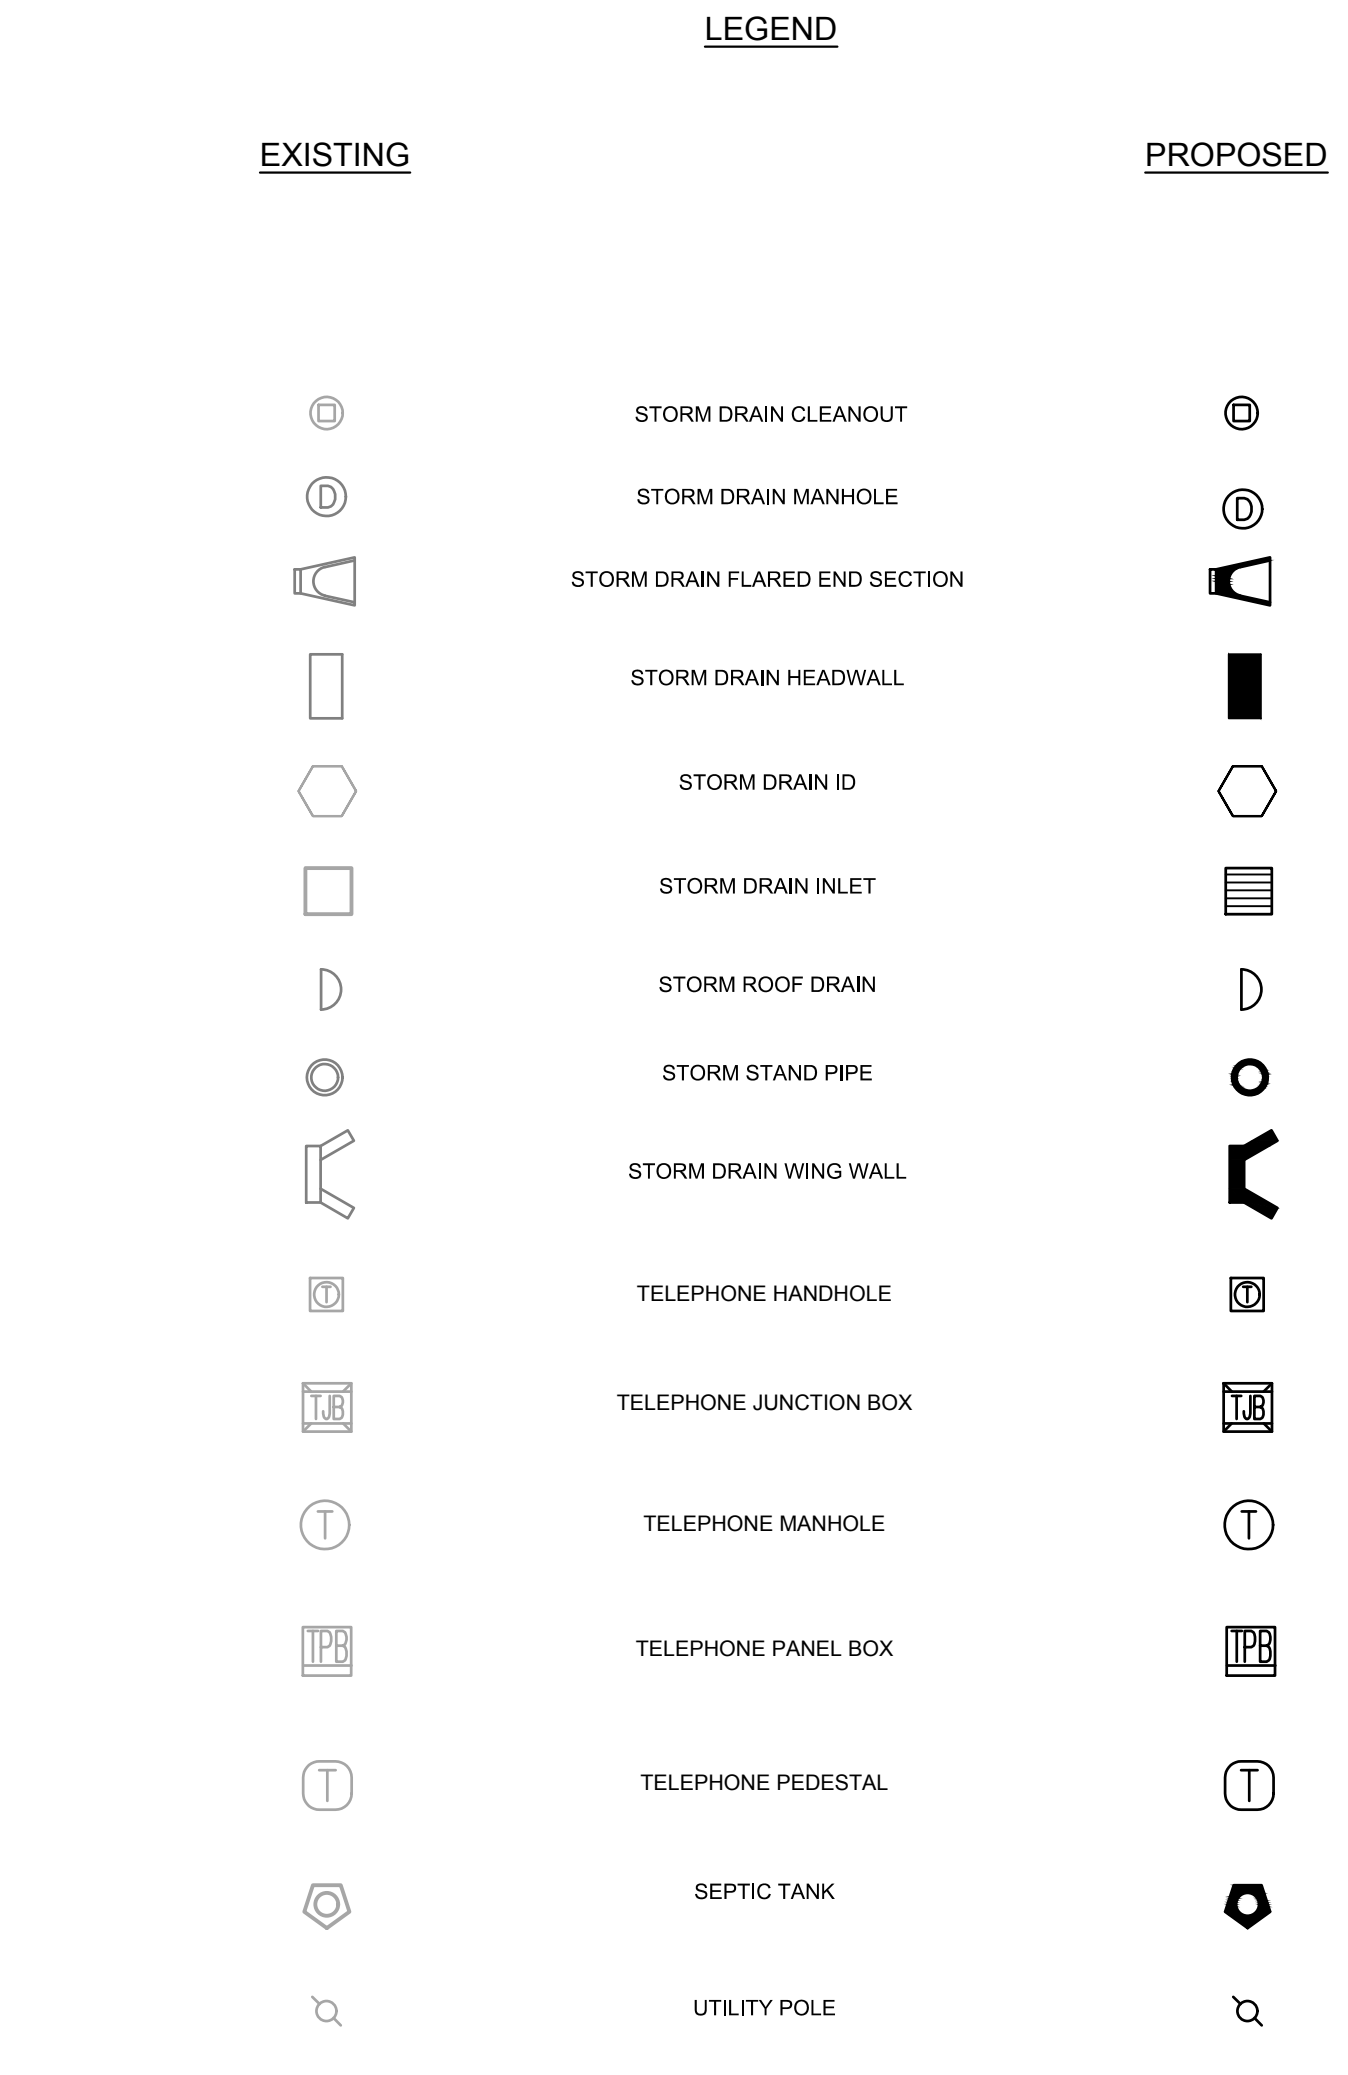 LEGEND
EXISTING PROPOSED
STORM DRAIN CLEANOUT
D STORM DRAIN MANHOLE D
STORM DRAIN FLARED END SECTION
STORM DRAIN HEADWALL
STORM DRAIN ID
STORM DRAIN INLET
STORM ROOF DRAIN
STORM STAND PIPE
STORM DRAIN WING WALL
T TELEPHONE HANDHOLE T
TJB TELEPHONE JUNCTION BOX TJB
T TELEPHONE MANHOLE T
TPB TELEPHONE PANEL BOX TPB
T TELEPHONE PEDESTAL T
SEPTIC TANK
UTILITY POLE